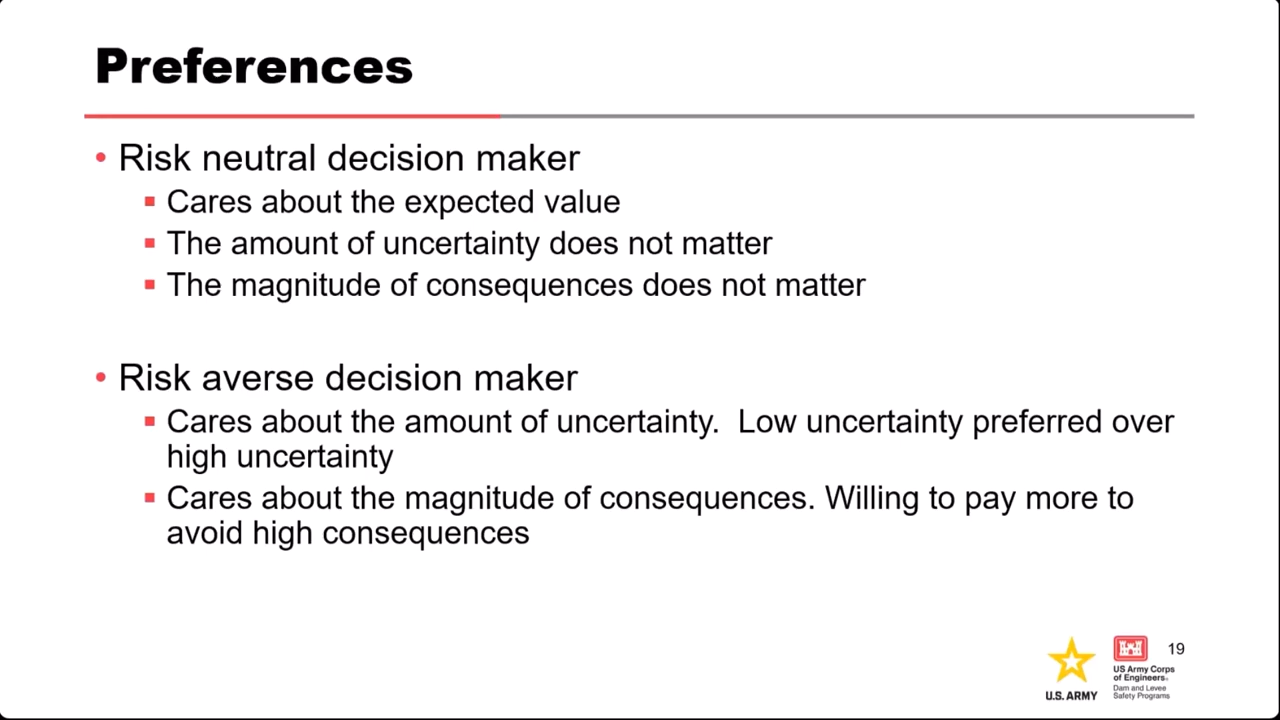 Preferences
• Risk neutral decision maker
▪ Cares about the expected value
▪ The amount of uncertainty does not matter
▪ The magnitude of consequences does not matter
• Risk averse decision maker
▪ Cares about the amount of uncertainty.  Low uncertainty preferred over
high uncertainty
▪ Cares about the magnitude of consequences. Willing to pay more to
avoid high consequences
19
U.S. ARMY
US Army Corps
of Engineers.
Dam and Levee
Safety Programs